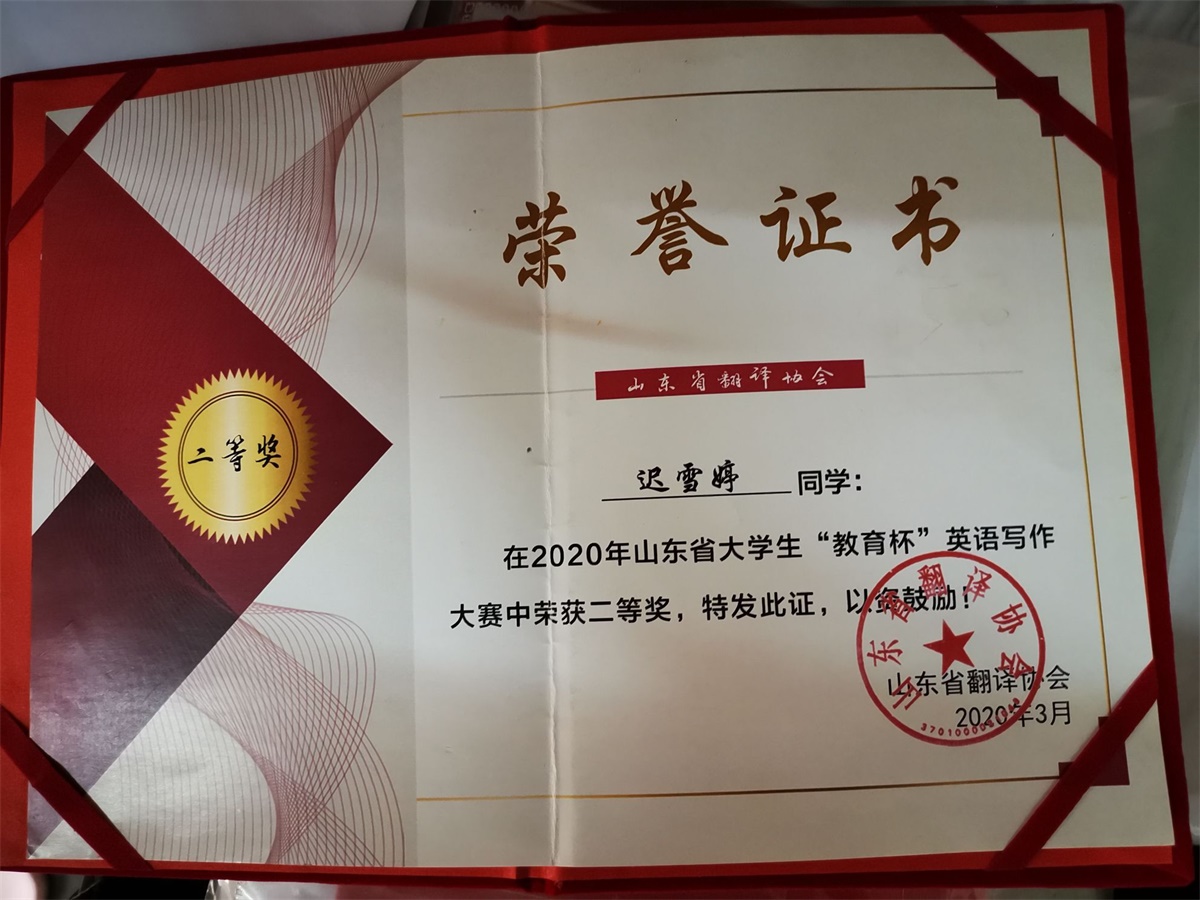 荣誉证书
山东省翻译协会
二等奖
迟雪婷 同学：
在2020年山东省大学生“教育杯”英语写作
大赛中荣获二等奖，特发此证，以资鼓励！
山东省翻译协会
山东省翻译协会
2020年3月